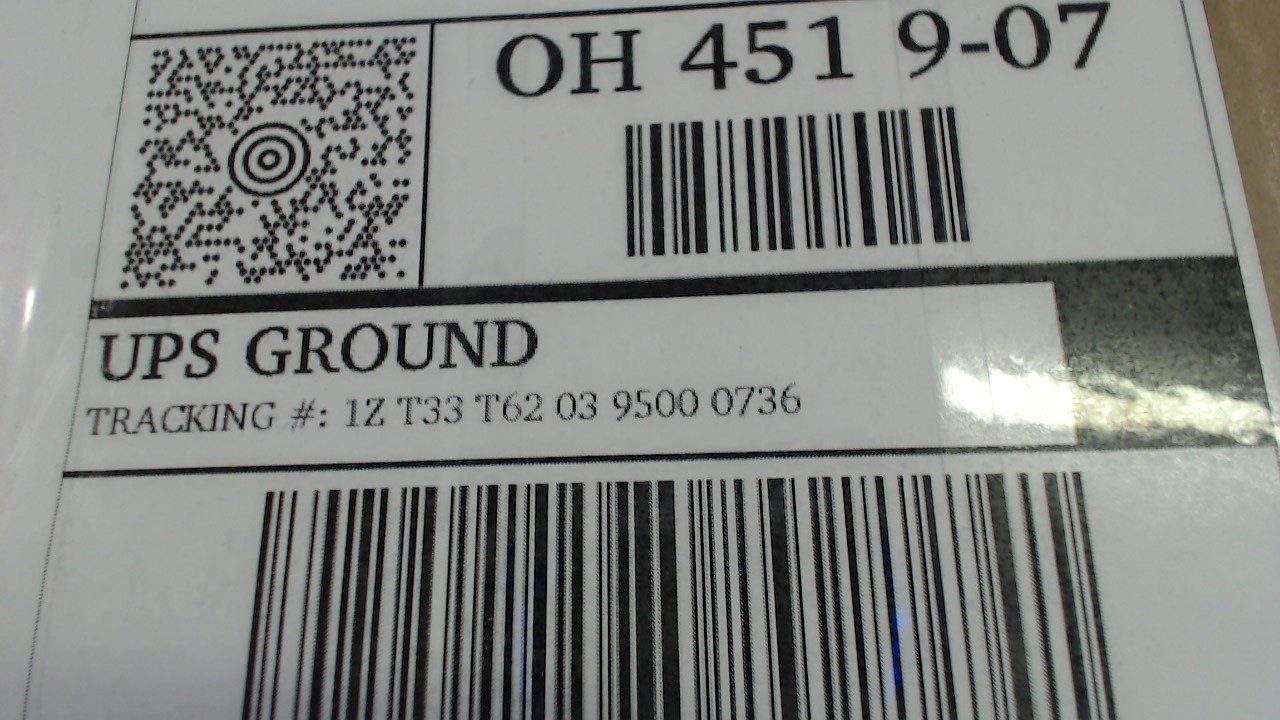 OH 451 9-07
UPS GROUND
TRACKING #: 1Z T33 T62 03 9500 0736